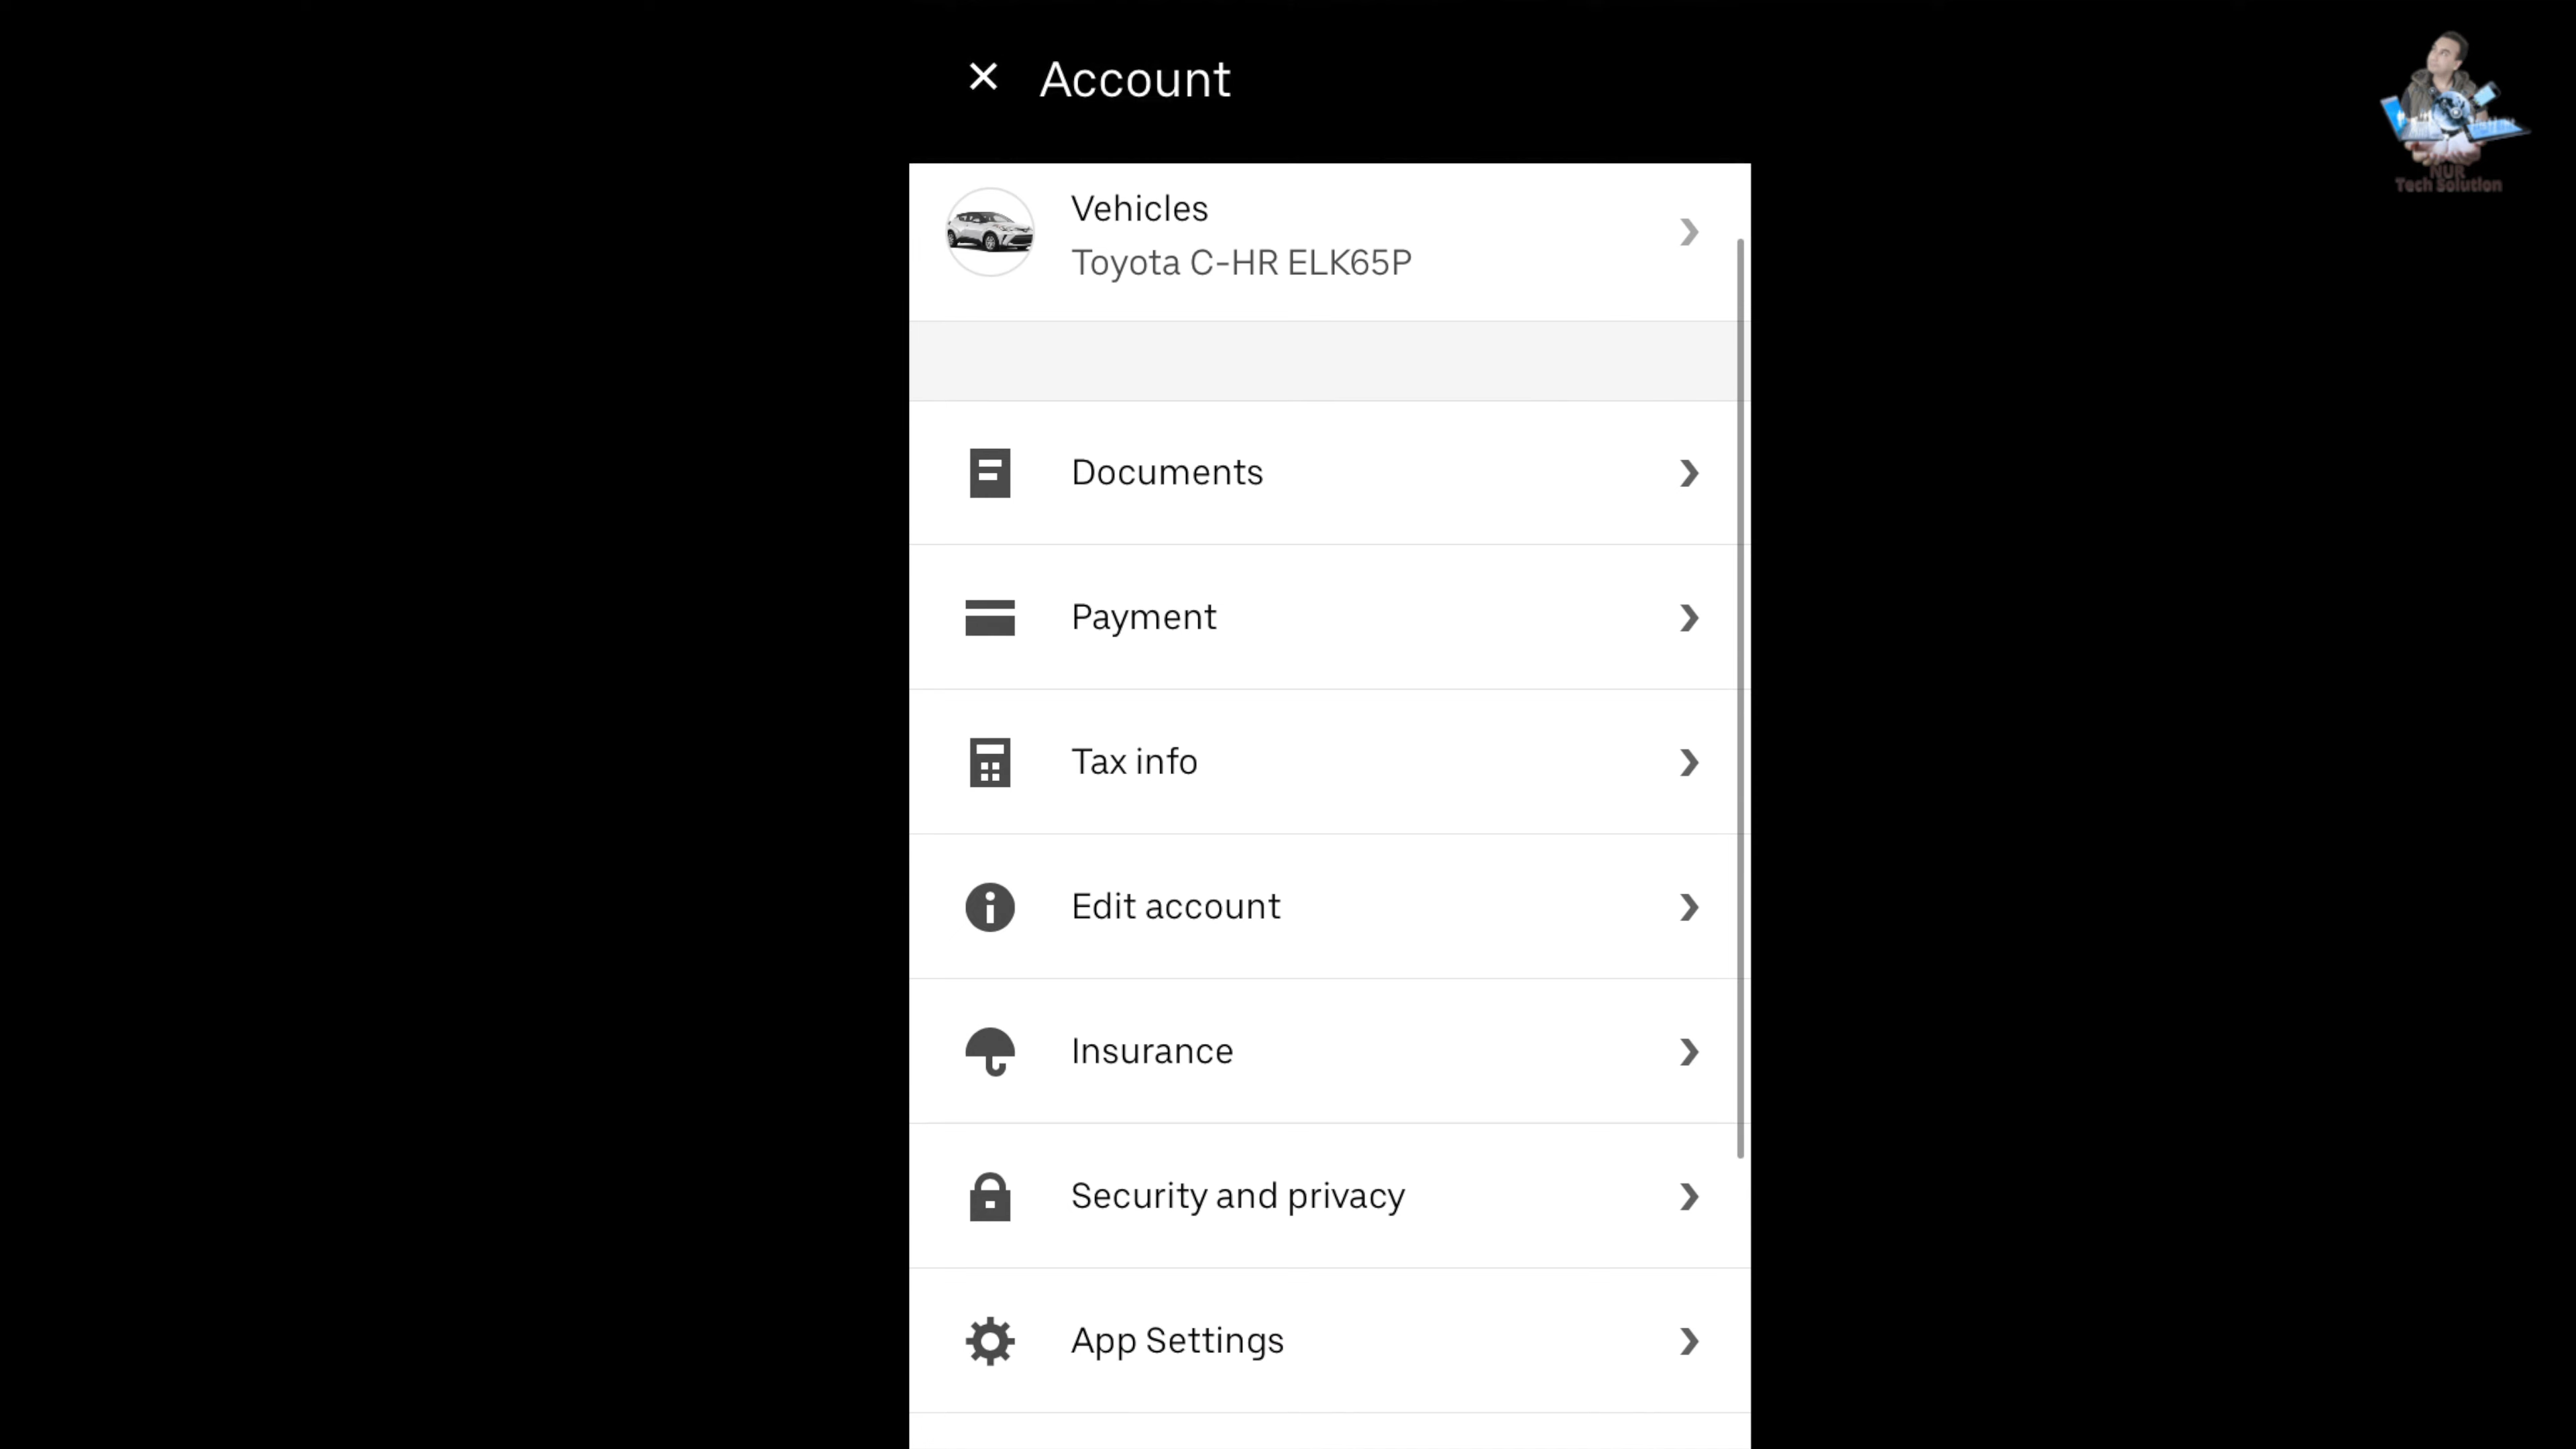 Account
Vehicles
Toyota C-HR ELK65P
Documents
Payment
Tax info
Edit account
Insurance
Security and privacy
App Settings
NUR
Tech Solution